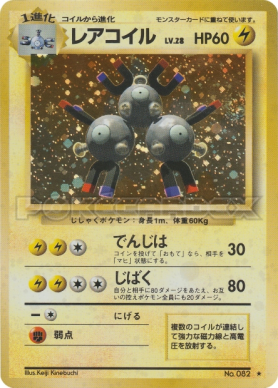 1進化 コイルから進化 モンスターカードに重ねて使います。
レアコイル LV.28 HP60
じしゃくポケモン:身長1m、体重60Kg
でんじは 30
コインを投げて「おもて」なら、相手を
「マヒ」状態にする。
じばく 80
自分と相手に80ダメージをあたえ、お互
いの控えポケモン全員にも20ダメージ。
にげる
弱点
複数のコイルが連結し
て強力な磁力線と高電
圧を放射する。
Illus.Keiji Kinebuchi No.082 ★